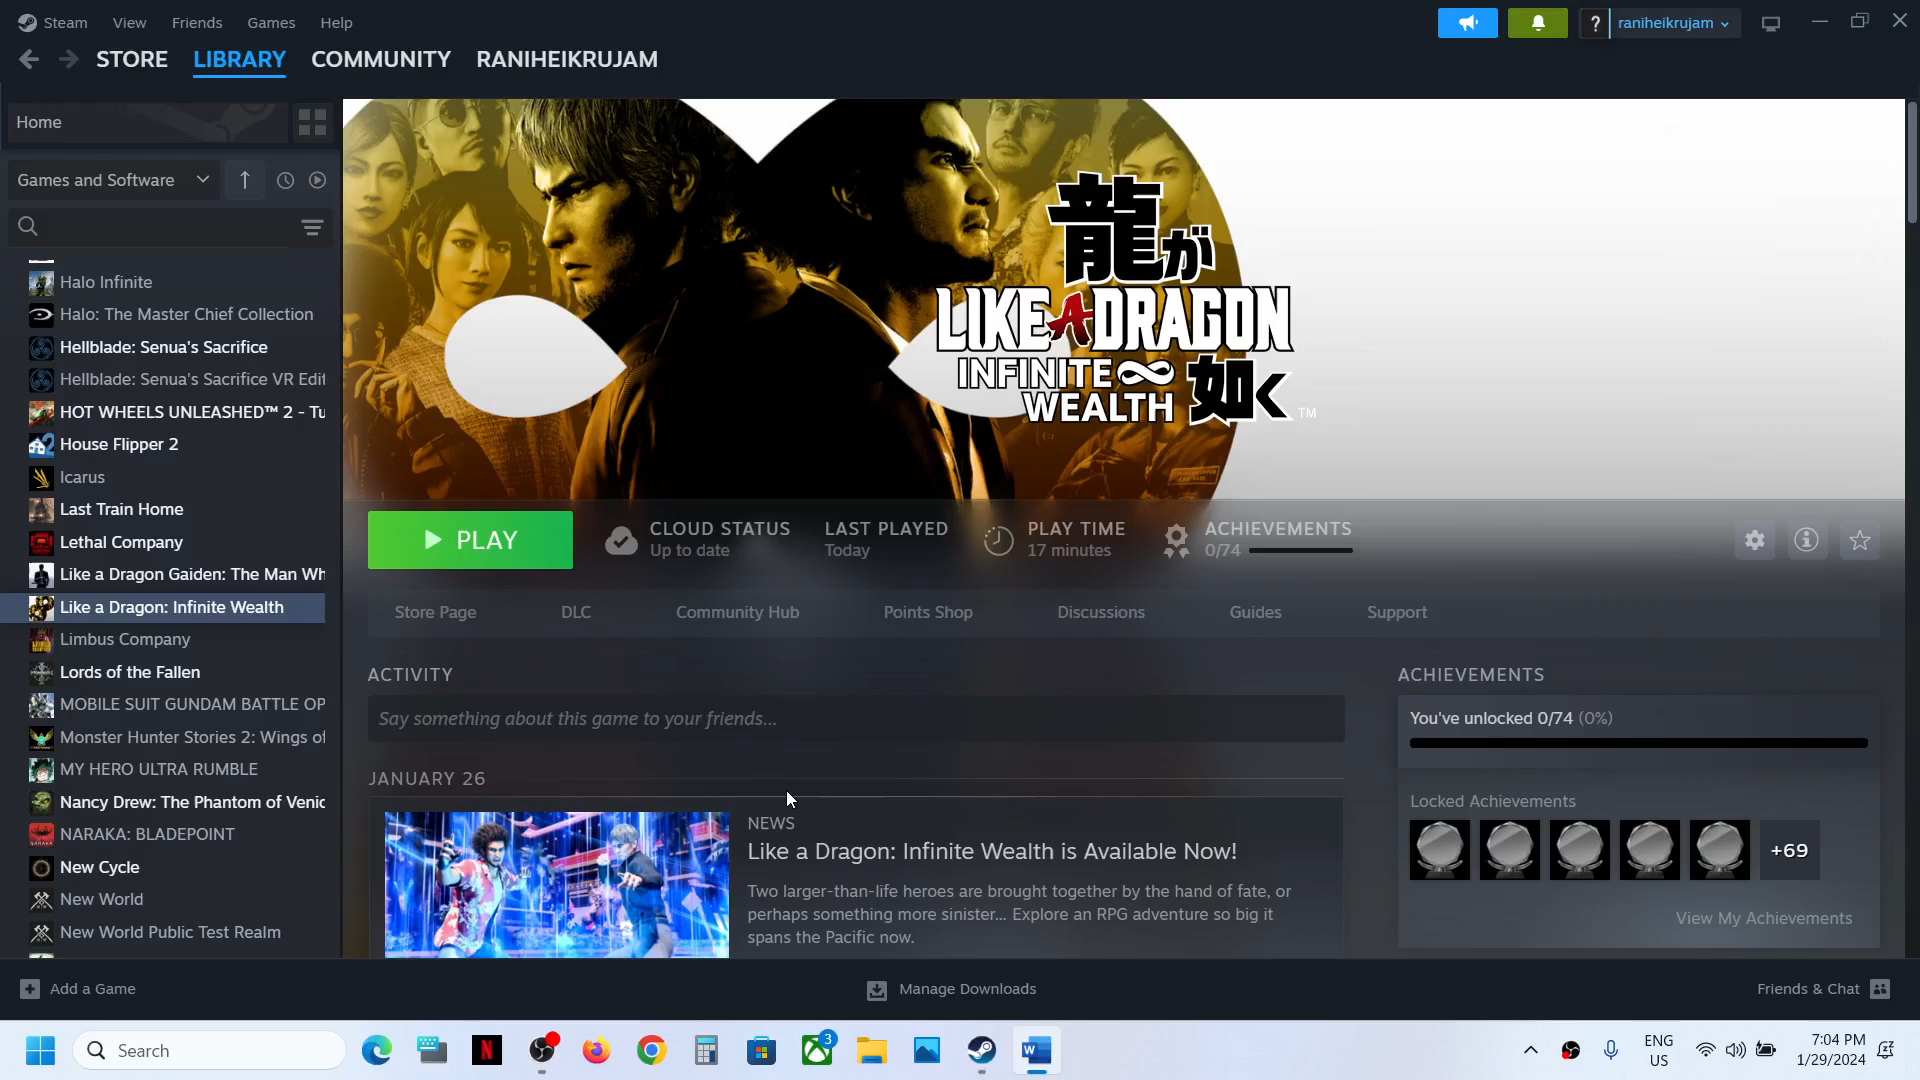 Steam View Friends Games Help
? raniheikrujam
STORE LIBRARY COMMUNITY RANIHEIKRUJAM
Home
Games and Software
龍が
LIKE A DRAGON
INFINITE
WEALTH 如く TM
Halo Infinite
Halo: The Master Chief Collection
Hellblade: Senua's Sacrifice
Hellblade: Senua's Sacrifice VR Edit
HOT WHEELS UNLEASHED™ 2 - Tu
House Flipper 2
Icarus
Last Train Home
Lethal Company
Like a Dragon Gaiden: The Man Wh
Like a Dragon: Infinite Wealth
Limbus Company
Lords of the Fallen
MOBILE SUIT GUNDAM BATTLE OP
Monster Hunter Stories 2: Wings of
MY HERO ULTRA RUMBLE
Nancy Drew: The Phantom of Venic
NARAKA: BLADEPOINT
New Cycle
New World
New World Public Test Realm
PLAY
CLOUD STATUS
Up to date
LAST PLAYED
Today
PLAY TIME
17 minutes
ACHIEVEMENTS
0/74
Store Page DLC Community Hub Points Shop Discussions Guides Support
ACTIVITY
Say something about this game to your friends...
JANUARY 26
NEWS
Like a Dragon: Infinite Wealth is Available Now!
Two larger-than-life heroes are brought together by the hand of fate, or
perhaps something more sinister... Explore an RPG adventure so big it
spans the Pacific now.
ACHIEVEMENTS
You've unlocked 0/74 (0%)
Locked Achievements
+69
View My Achievements
Add a Game Manage Downloads Friends & Chat
Search
N
3
W
ENG
US
7:04 PM
1/29/2024